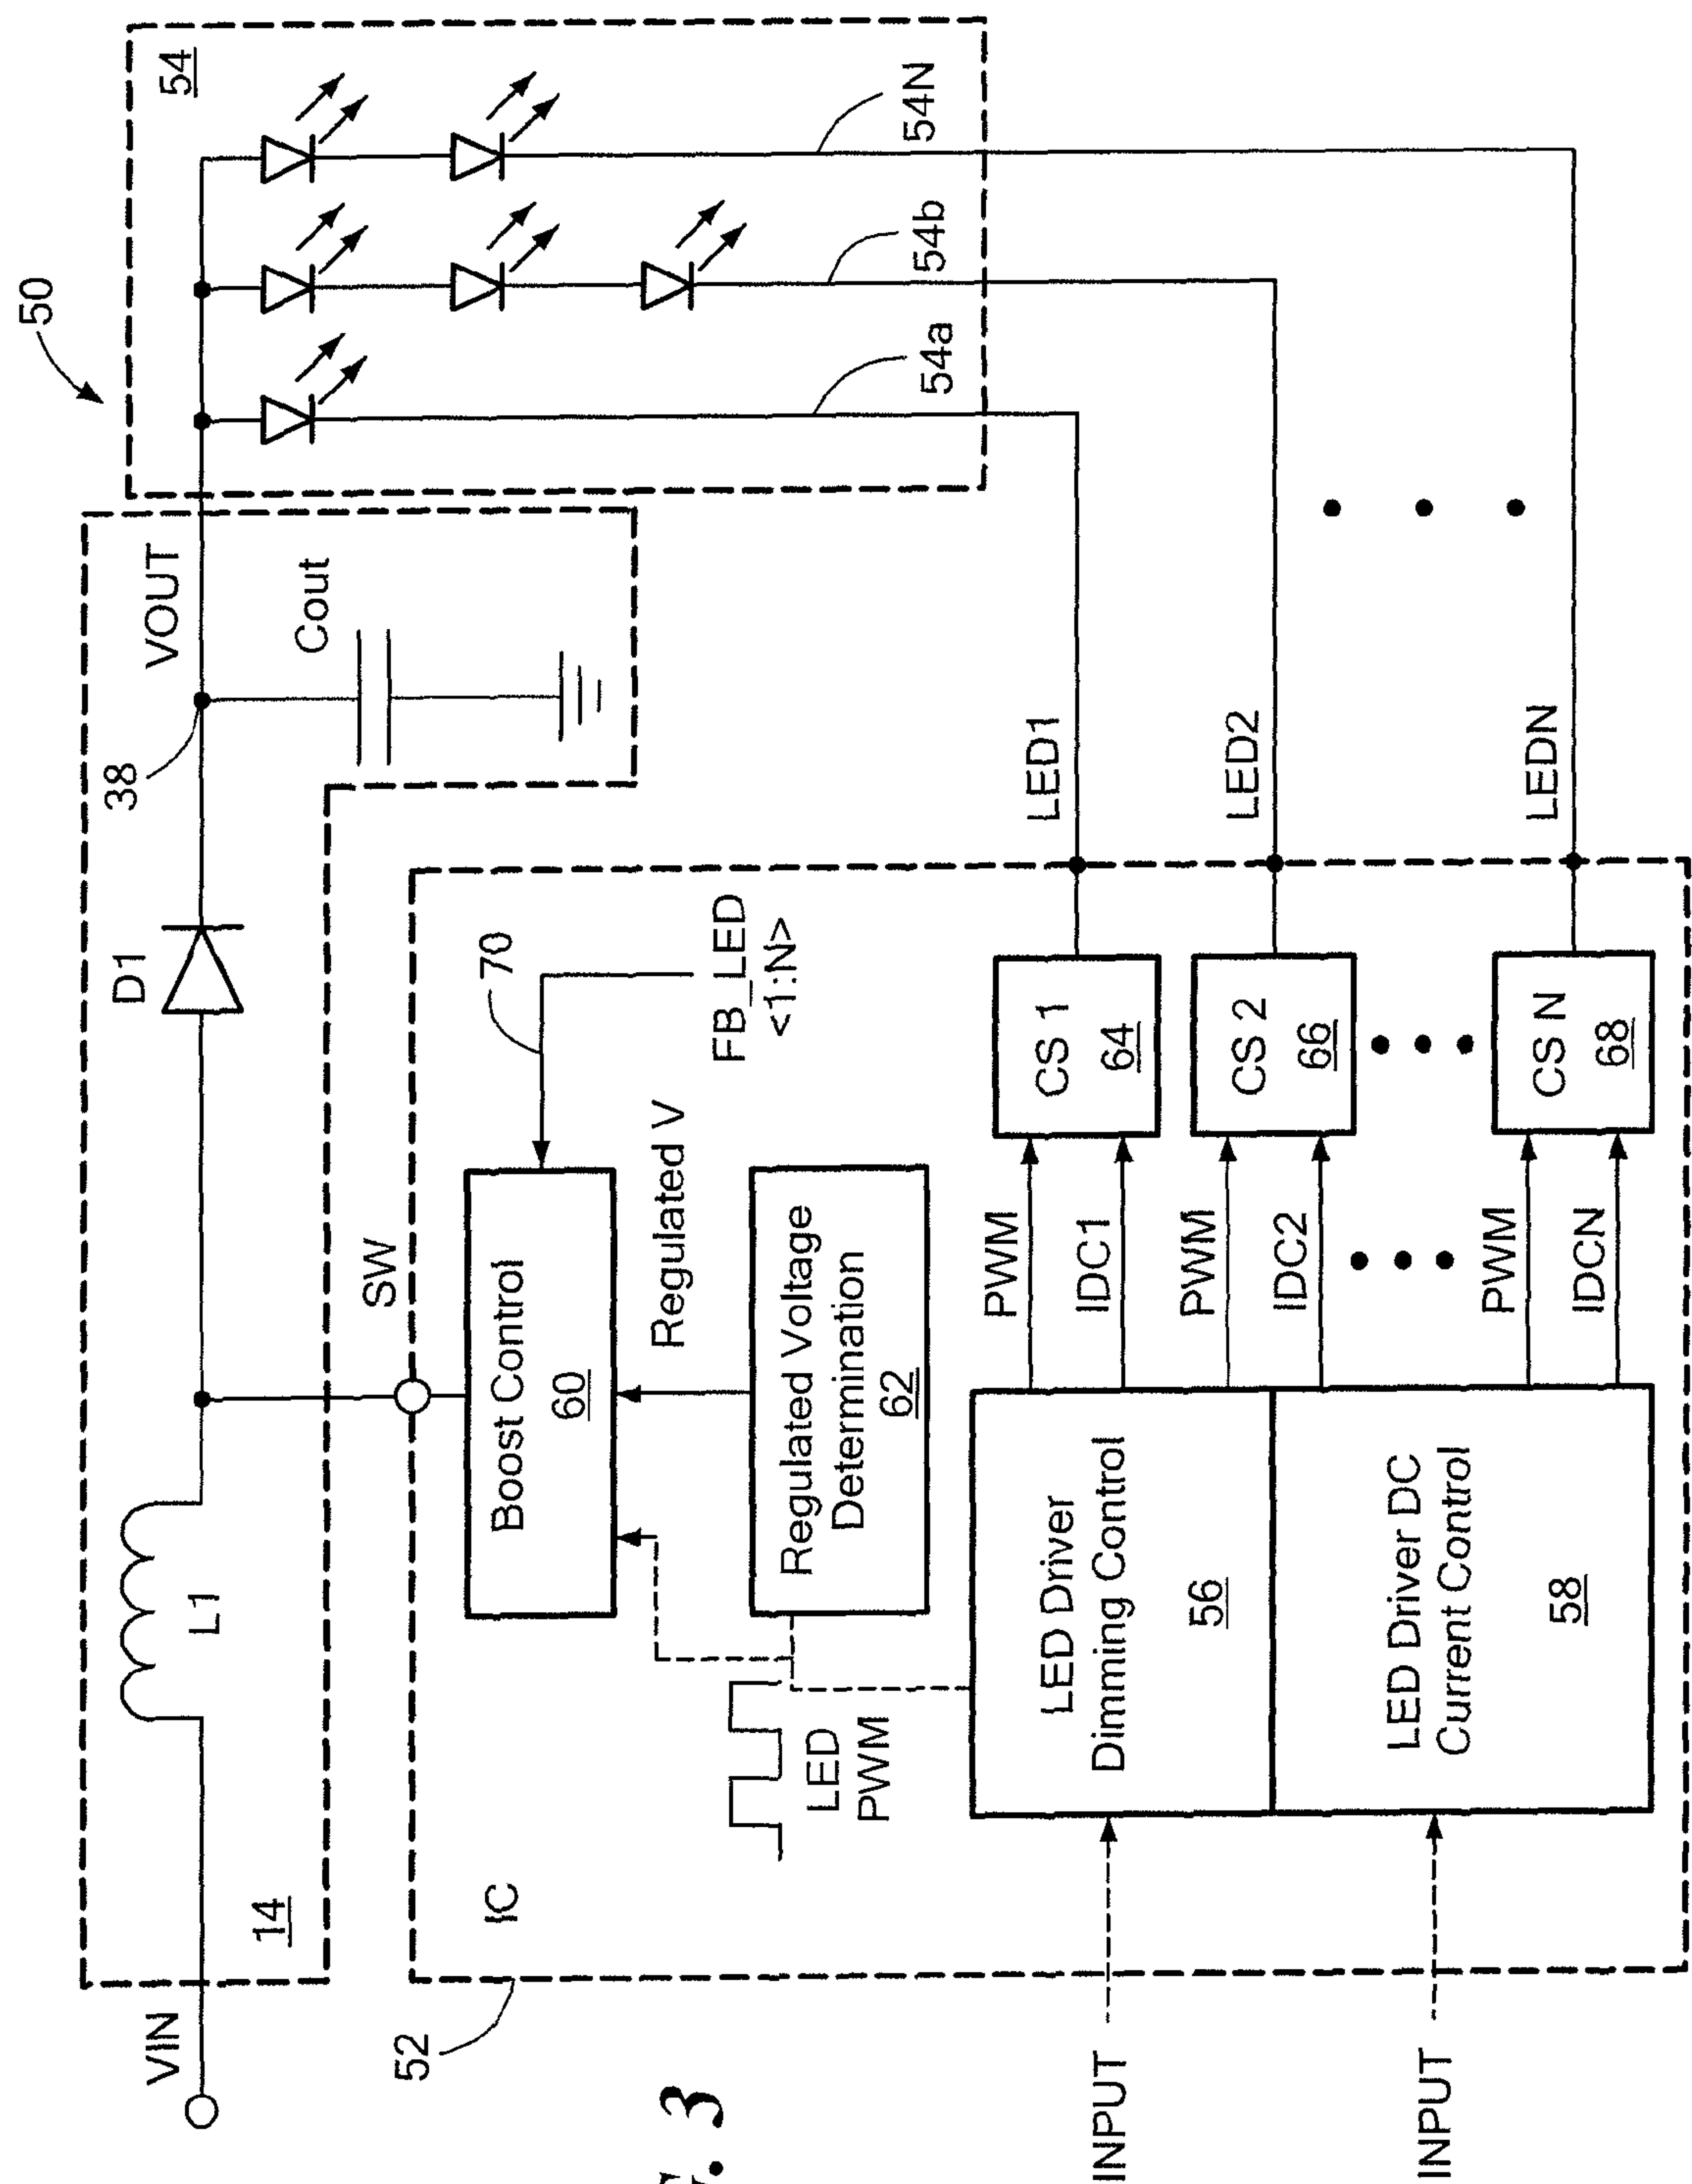 50
14
VIN
L1
D1
38
VOUT
Cout
54
54a
54b
54N
52
IC
SW
Boost Control
60
70
FB_LED
<1:N>
Regulated V
Regulated Voltage
Determination
62
LED
PWM
LED Driver
Dimming Control
56
LED Driver DC
Current Control
58
INPUT
INPUT
PWM
IDC1
PWM
IDC2
PWM
IDCN
CS 1
64
CS 2
66
CS N
68
LED1
LED2
LEDN
3